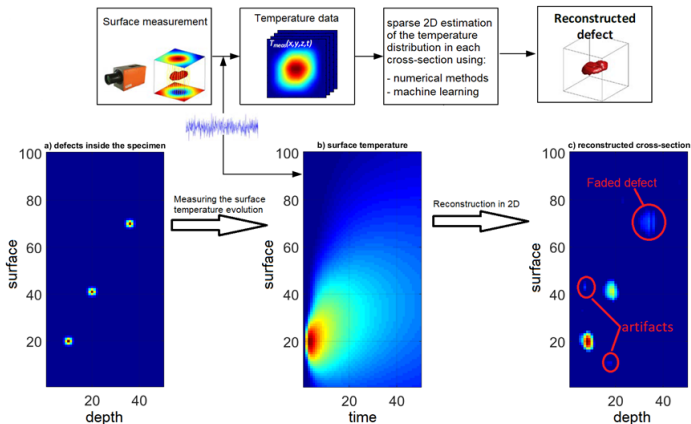 Surface measurement
Temperature data
T_meas(x,y,z,t)
sparse 2D estimation
of the temperature
distribution in each
cross-section using:
- numerical methods
- machine learning
Reconstructed
defect
a) defects inside the specimen
100
80
60
40
20
surface
20
40
depth
Measuring the surface
temperature evolution
b) surface temperature
100
80
60
40
20
surface
20
40
time
Reconstruction in 2D
c) reconstructed cross-section
100
80
60
40
20
surface
Faded defect
artifacts
20
40
depth